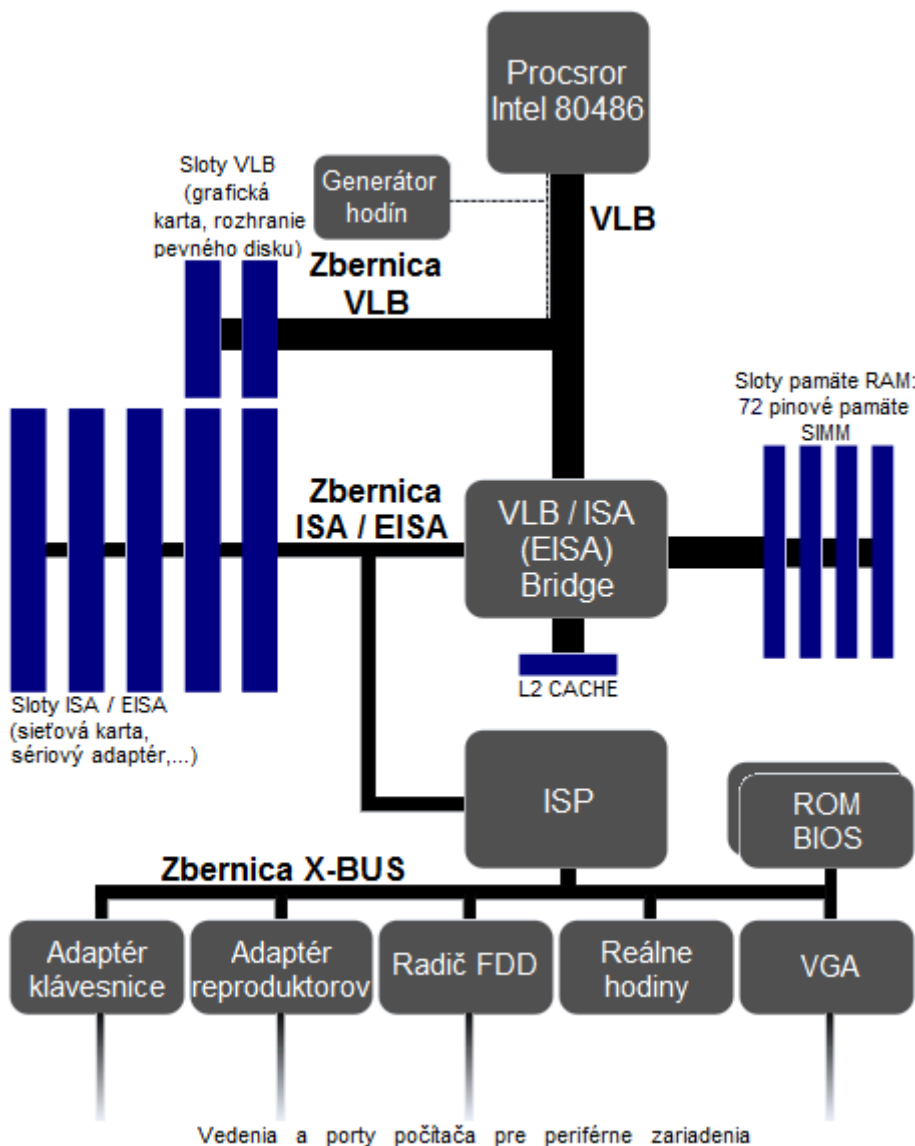 Procsror
Intel 80486
Sloty VLB
(grafická
karta, rozhranie
pevného disku)
Generátor
hodín
VLB
Zbernica
VLB
Sloty pamäte RAM:
72 pinové pamäte
SIMM
Zbernica
ISA / EISA
VLB / ISA
(EISA)
Bridge
L2 CACHE
Sloty ISA / EISA
(sieťová karta,
sériový adaptér,...)
ISP
ROM
BIOS
Zbernica X-BUS
Adaptér
klávesnice
Adaptér
reproduktorov
Radič FDD
Reálne
hodiny
VGA
Vedenia a porty počítača pre periférne zariadenia